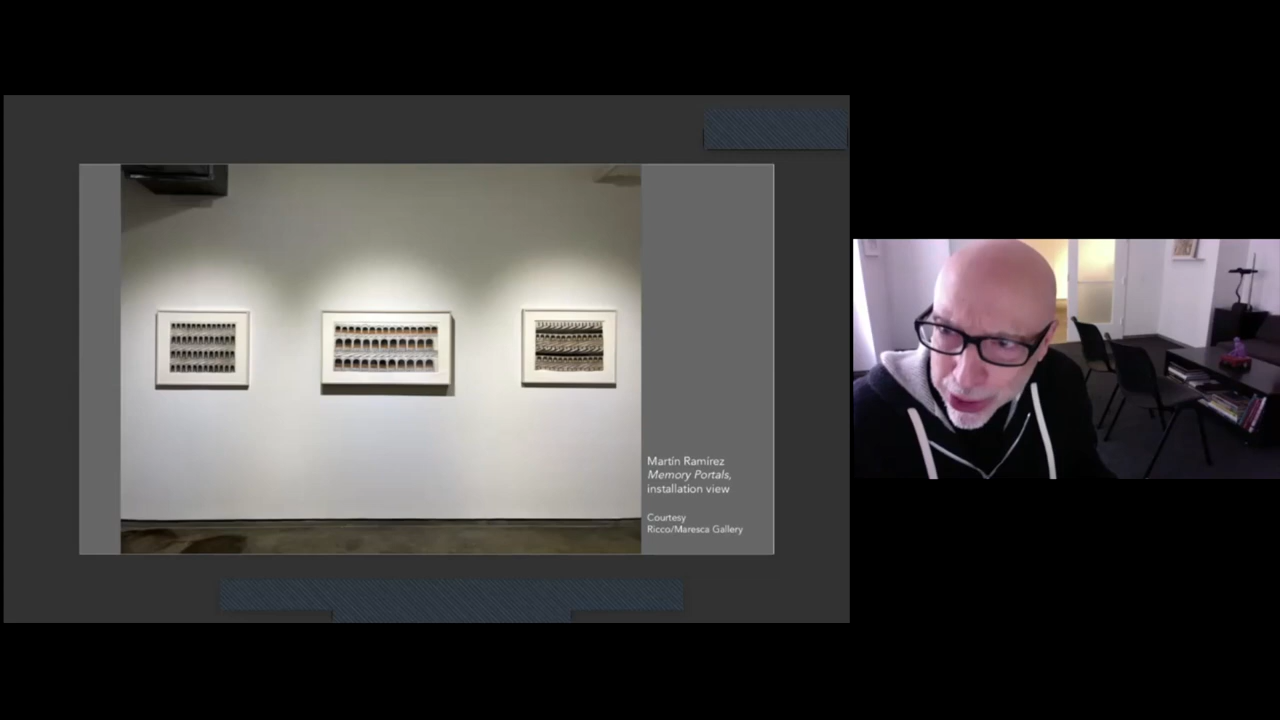 Martín Ramírez
Memory Portals,
installation view
Courtesy
Ricco/Maresca Gallery